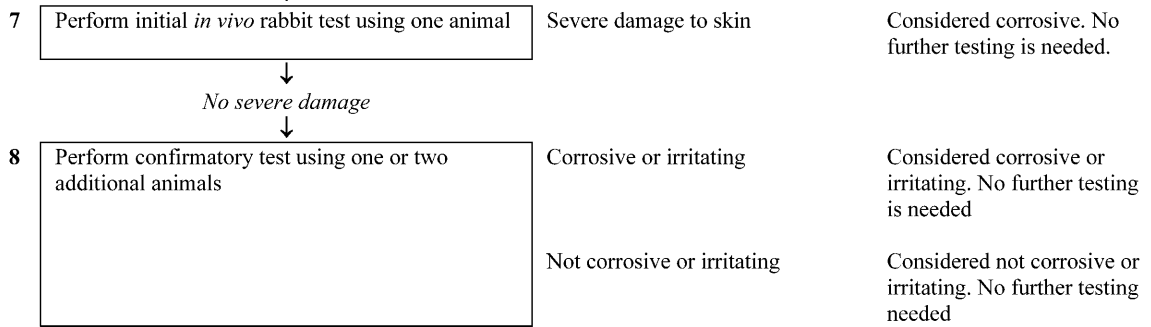 7 Perform initial in vivo rabbit test using one animal Severe damage to skin Considered corrosive. No
further testing is needed.
↓
No severe damage
↓
8 Perform confirmatory test using one or two Corrosive or irritating Considered corrosive or
additional animals irritating. No further testing
is needed
Not corrosive or irritating Considered not corrosive or
irritating. No further testing
needed